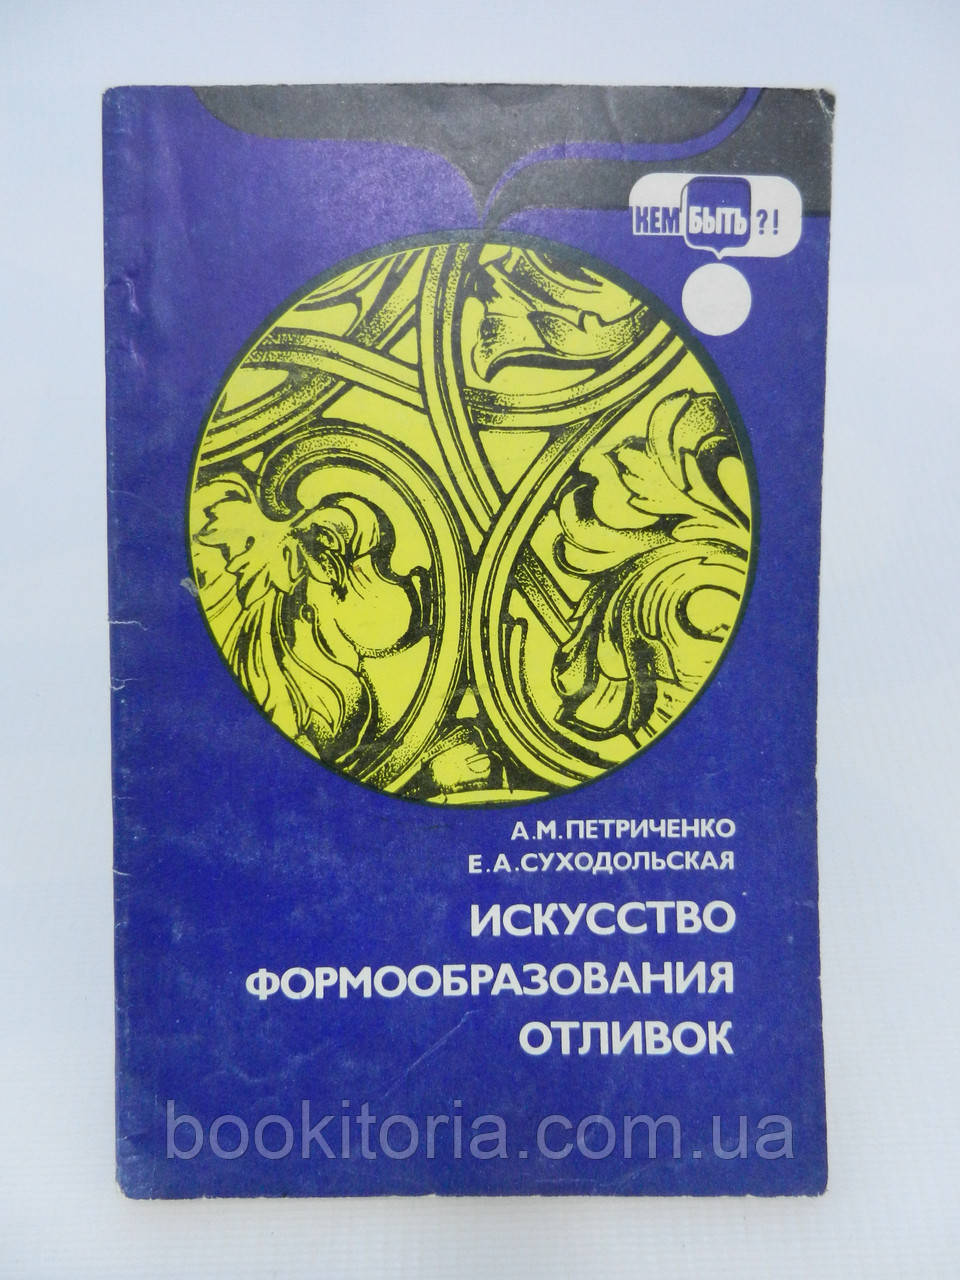 КЕМ БЫТЬ ?!
А.М.ПЕТРИЧЕНКО
Е.А.СУХОДОЛЬСКАЯ
ИСКУССТВО
ФОРМООБРАЗОВАНИЯ
ОТЛИВОК
bookitoria.com.ua